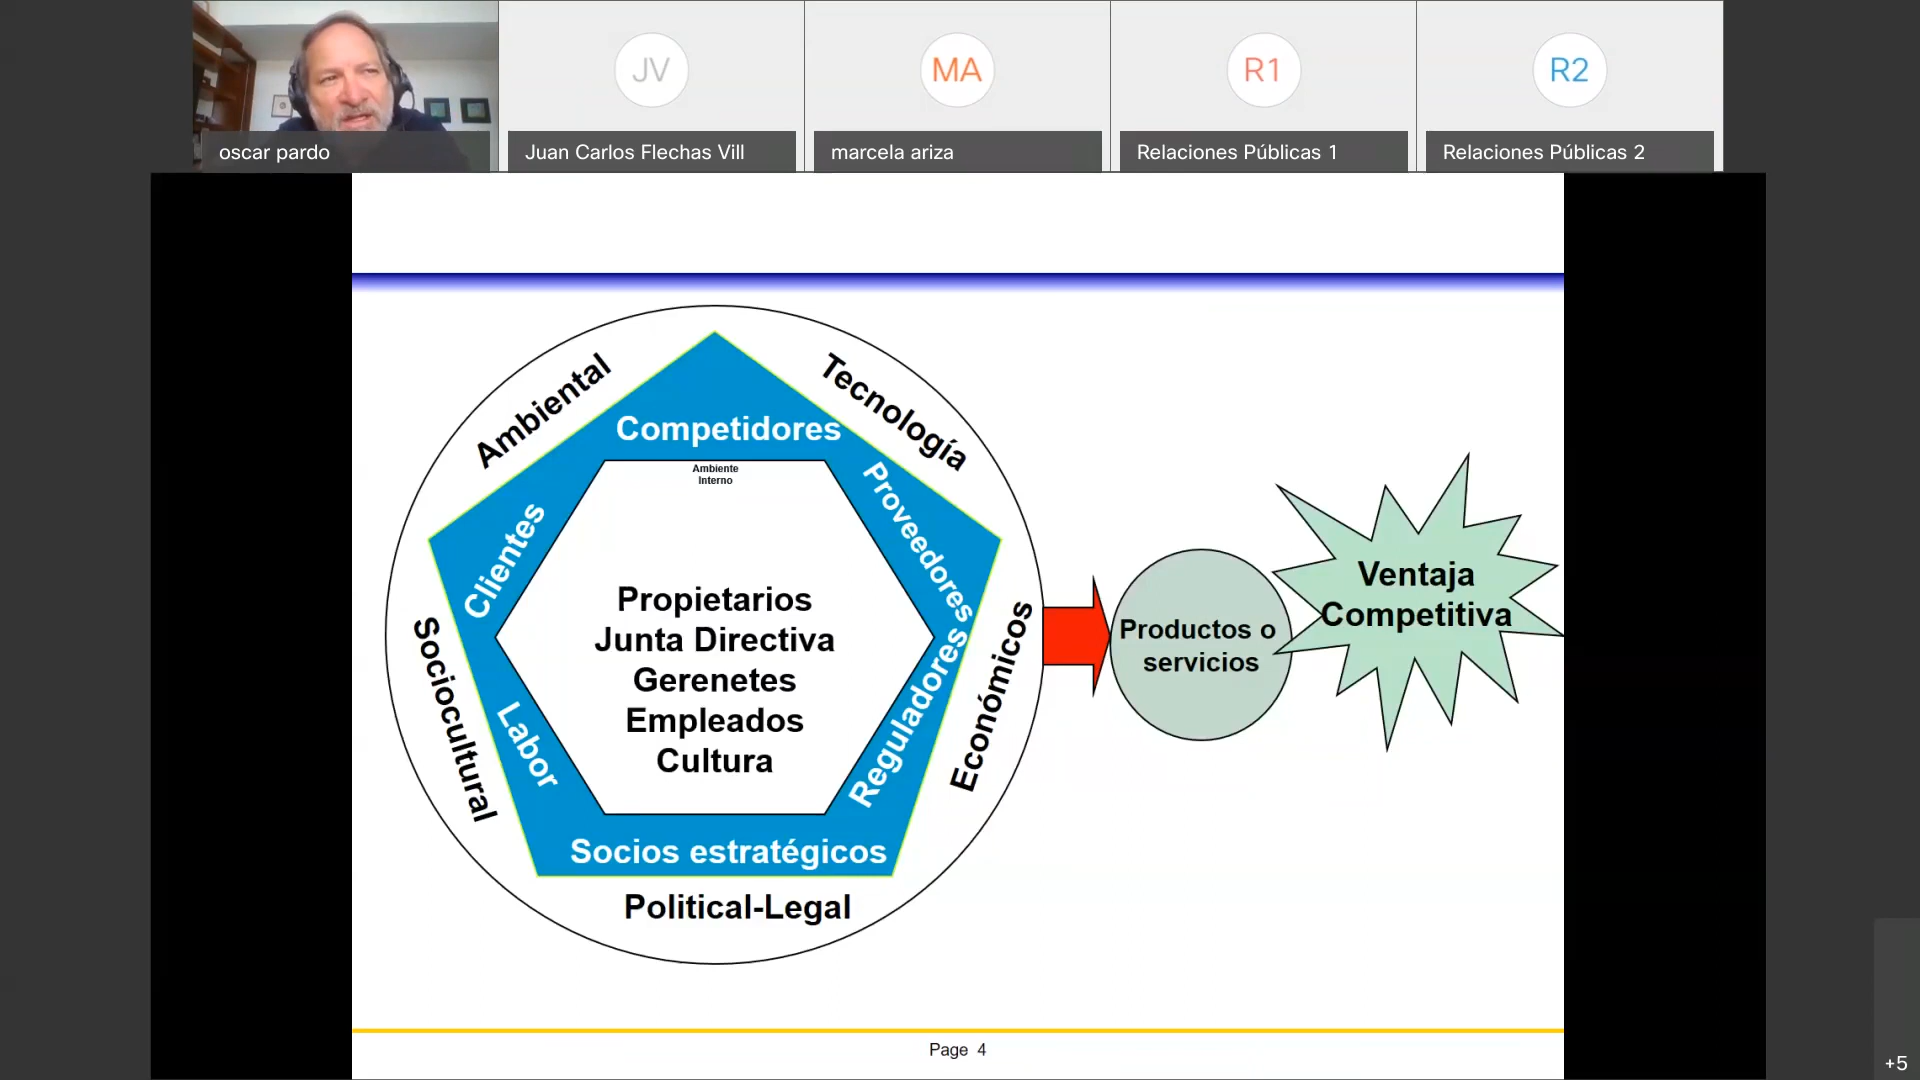 JV
MA
R1
R2
oscar pardo
Juan Carlos Flechas Vill
marcela ariza
Relaciones Públicas 1
Relaciones Públicas 2
Ambiental
Tecnología
Competidores
Ambiente
Interno
Clientes
Proveedores
Propietarios
Junta Directiva
Gerenetes
Empleados
Cultura
Sociocultural
Labor
Reguladores
Económicos
Socios estratégicos
Political-Legal
Productos o
servicios
Ventaja
Competitiva
Page 4
+5